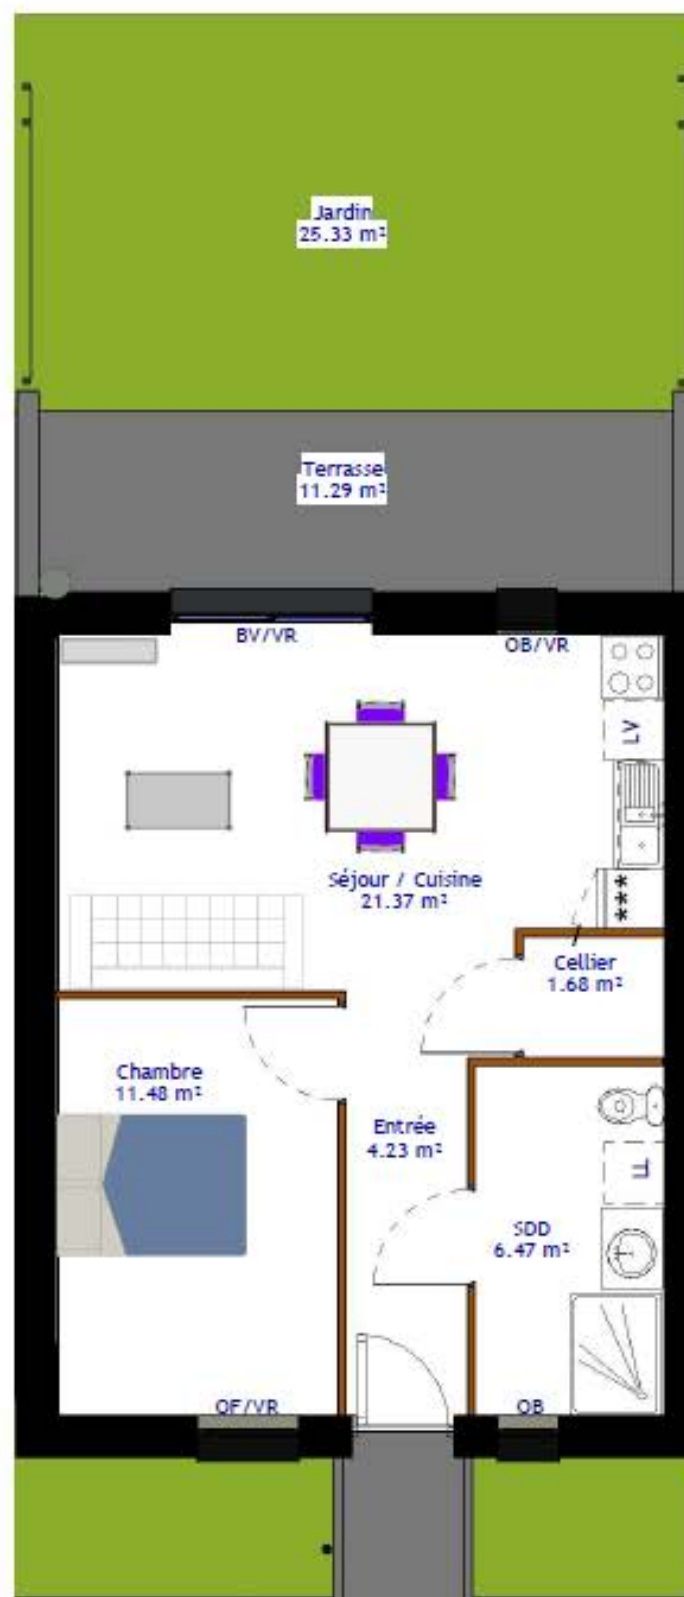 Jardin
25.33 m²
Terrasse
11.29 m²
BV/VR
OB/VR
LV
Séjour / Cuisine
21.37 m²
***
Cellier
1.68 m²
Chambre
11.48 m²
Entrée
4.23 m²
LL
SDD
6.47 m²
OF/VR
OB